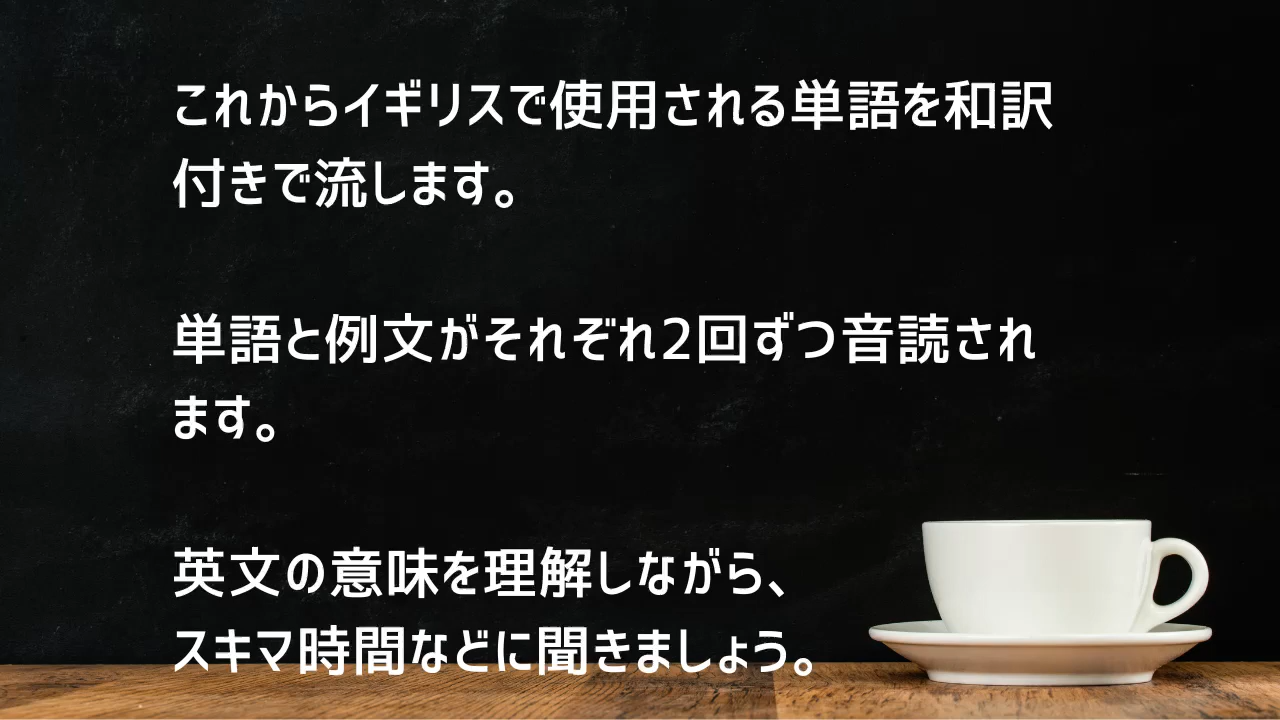 これからイギリスで使用される単語を和訳
付きで流します。
単語と例文がそれぞれ2回ずつ音読され
ます。
英文の意味を理解しながら、
スキマ時間などに聞きましょう。